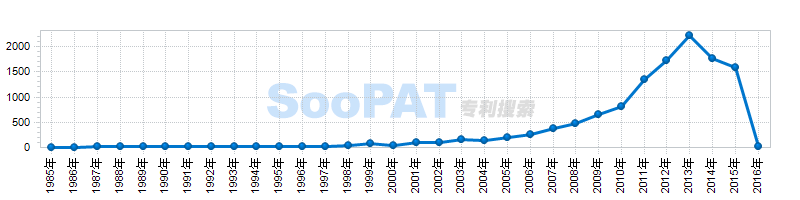 2000
1500
1000
500
0
SooPAT 专利搜索
1985年
1986年
1987年
1988年
1989年
1990年
1991年
1992年
1993年
1994年
1995年
1996年
1997年
1998年
1999年
2000年
2001年
2002年
2003年
2004年
2005年
2006年
2007年
2008年
2009年
2010年
2011年
2012年
2013年
2014年
2015年
2016年